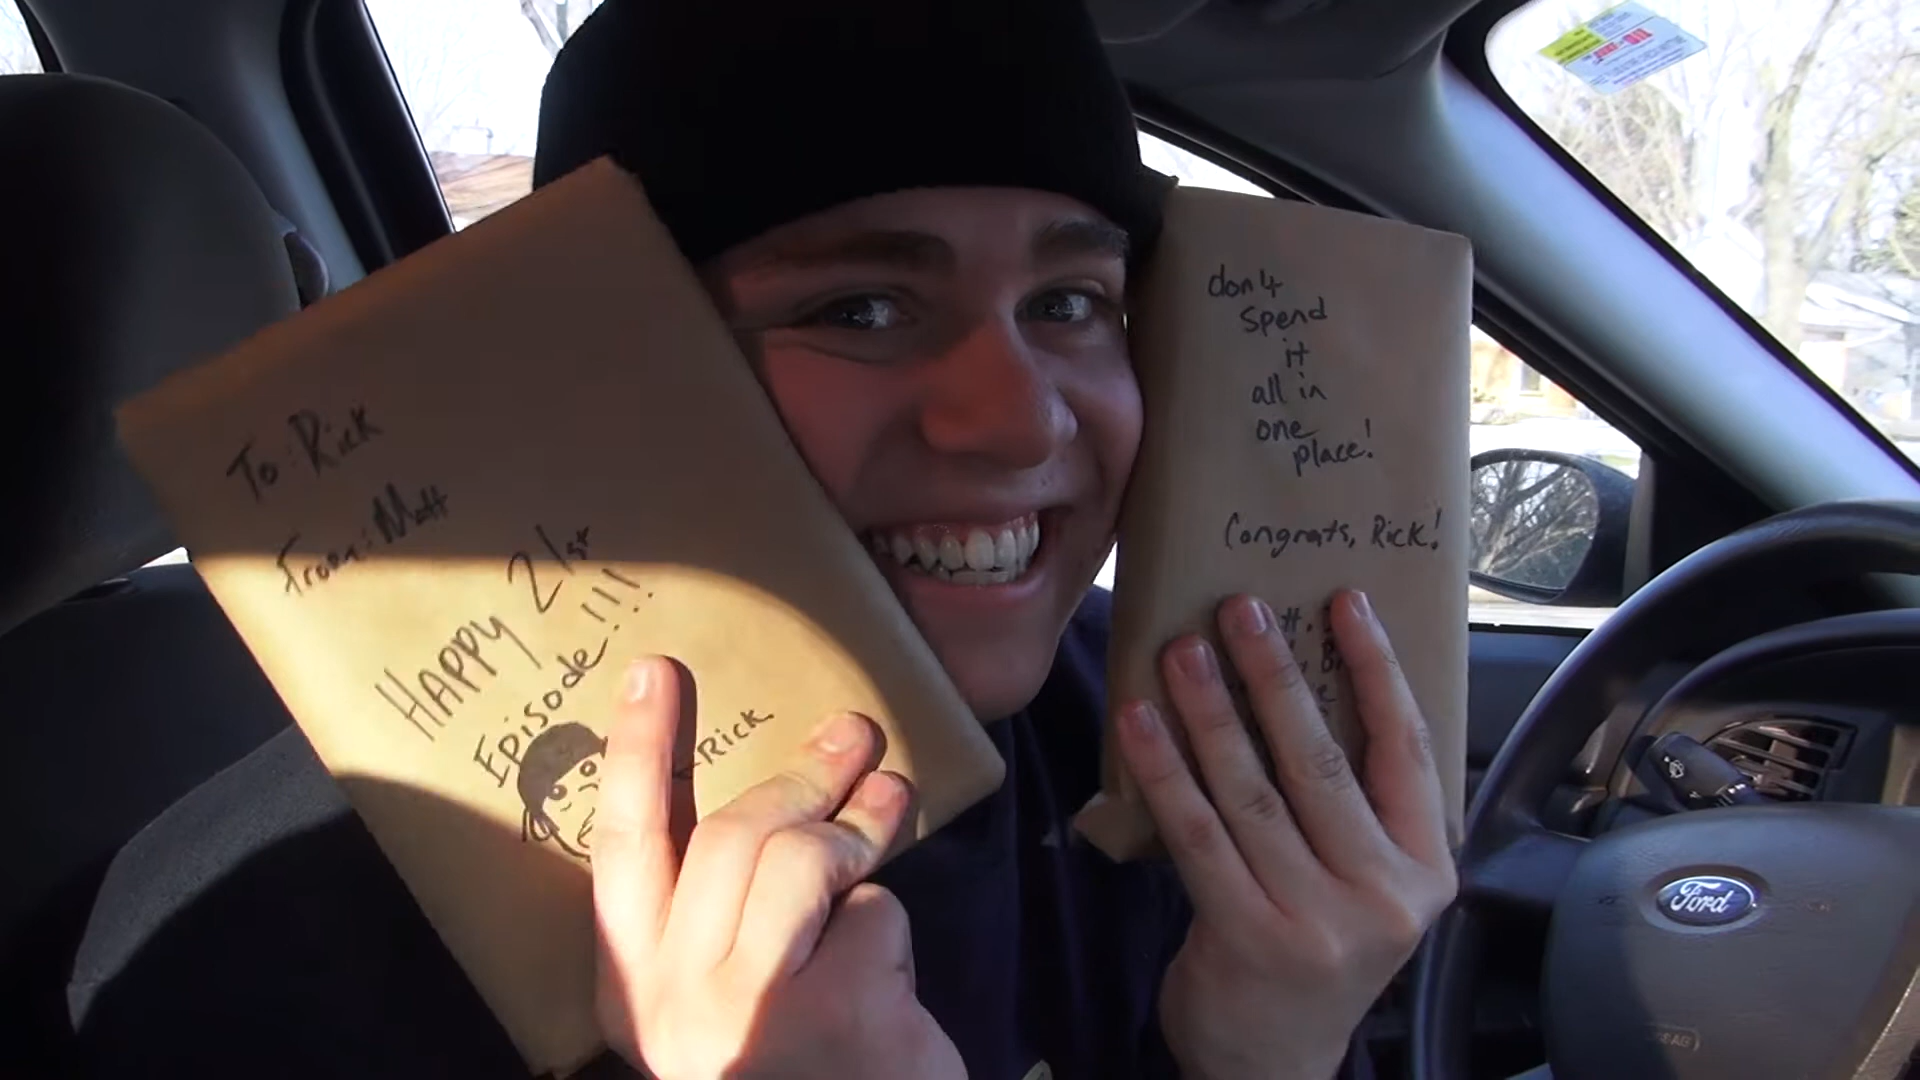 To: Rick
From: Matt
HAPPY 21st
Episode!!!
Rick
don't
Spend
it
all in
one
place!
Congrats, Rick!
Ford